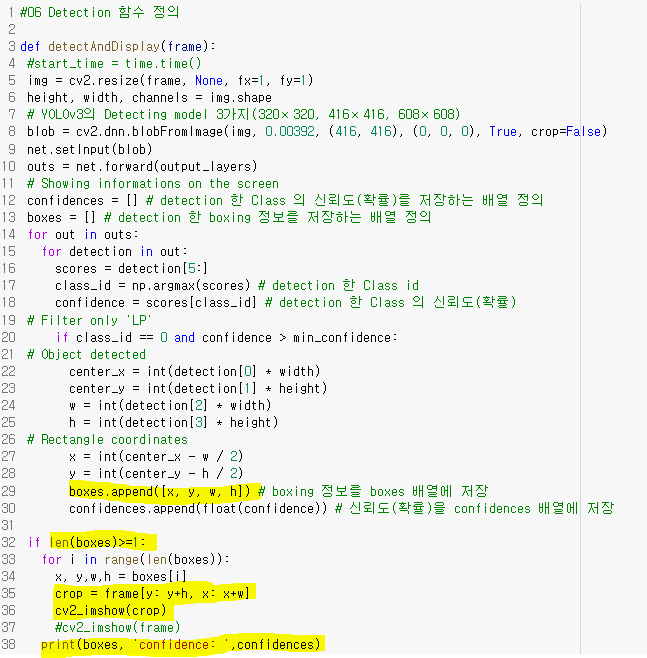 1 #06 Detection 함수 정의
2
3 def detectAndDisplay(frame):
4 #start_time = time.time()
5 img = cv2.resize(frame, None, fx=1, fy=1)
6 height, width, channels = img.shape
7 # YOLOv3의 Detecting model 3가지(320×320, 416×416, 608×608)
8 blob = cv2.dnn.blobFromImage(img, 0.00392, (416, 416), (0, 0, 0), True, crop=False)
9 net.setInput(blob)
10 outs = net.forward(output_layers)
11 # Showing informations on the screen
12 confidences = [] # detection 한 Class 의 신뢰도(확률)를 저장하는 배열 정의
13 boxes = [] # detection 한 boxing 정보를 저장하는 배열 정의
14 for out in outs:
15 for detection in out:
16 scores = detection[5:]
17 class_id = np.argmax(scores) # detection 한 Class id
18 confidence = scores[class_id] # detection 한 Class 의 신뢰도(확률)
19 # Filter only 'LP'
20 if class_id == 0 and confidence > min_confidence:
21 # Object detected
22 center_x = int(detection[0] * width)
23 center_y = int(detection[1] * height)
24 w = int(detection[2] * width)
25 h = int(detection[3] * height)
26 # Rectangle coordinates
27 x = int(center_x - w / 2)
28 y = int(center_y - h / 2)
29 boxes.append([x, y, w, h]) # boxing 정보를 boxes 배열에 저장
30 confidences.append(float(confidence)) # 신뢰도(확률)을 confidences 배열에 저장
31
32 if len(boxes)>=1:
33 for i in range(len(boxes)):
34 x, y,w,h = boxes[i]
35 crop = frame[y: y+h, x: x+w]
36 cv2_imshow(crop)
37 #cv2_imshow(frame)
38 print(boxes, 'confidence: ',confidences)